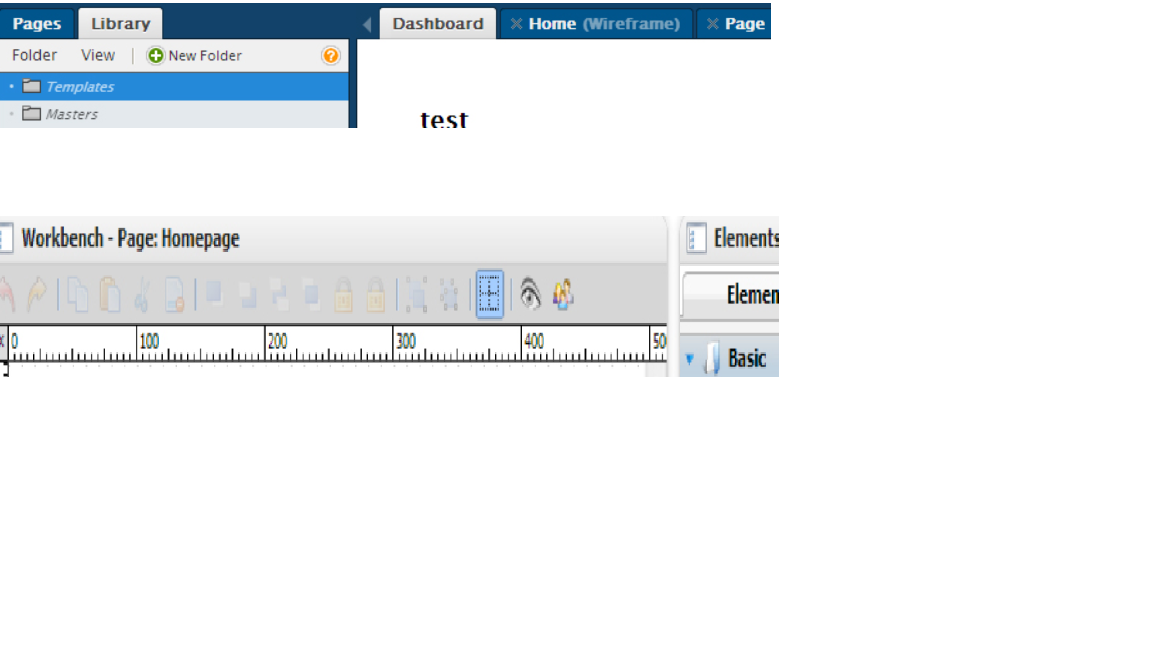 Pages Library Dashboard Home (Wireframe) Page
Folder View New Folder
Templates
Masters
test
Workbench - Page: Homepage Elements
Elemen
0 100 200 300 400 50
Basic